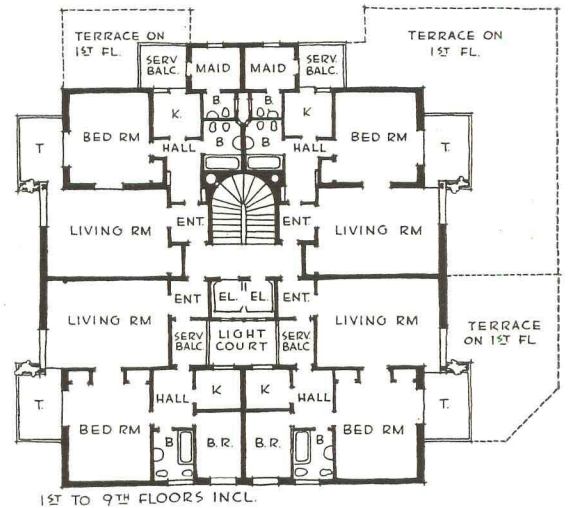 TERRACE ON
1ST FL.
TERRACE ON
1ST FL.
SERV.
BALC.
MAID
MAID
SERV.
BALC.
K.
B.
B.
K
BED RM
BED RM
T.
T.
HALL
B
B
HALL
LIVING RM
ENT.
ENT.
LIVING RM
LIVING RM
ENT
EL.
EL.
ENT.
LIVING RM
SERV.
BALC.
LIGHT
COURT
SERV
BALC
TERRACE
ON 1ST FL
T.
T.
HALL
K
K
HALL
BED RM
B
B.R.
B.R.
B
BED RM
1ST TO 9TH FLOORS INCL.